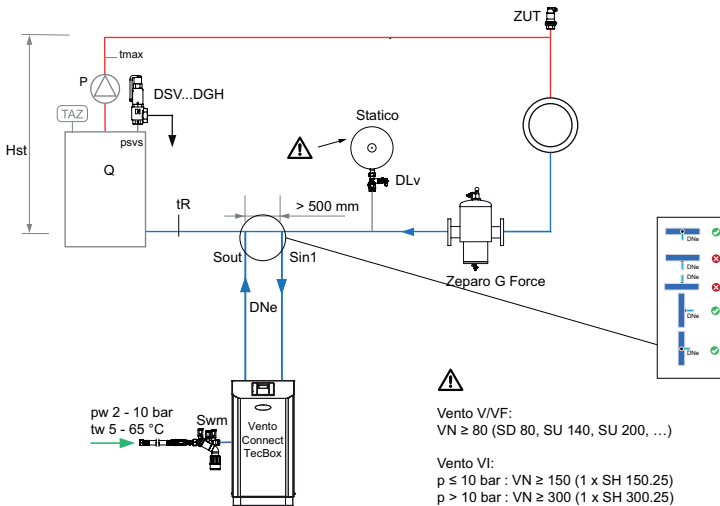 ZUT
tmax
P
DSV...DGH
TAZ
psvs
Hst
Q
Statico
DLv
tR
> 500 mm
Sout
Sin1
Zeparo G Force
DNe
DNe
DNe
DNe
DNe
DNe
pw 2 - 10 bar
tw 5 - 65 °C
Swm
Vento
Connect
TecBox
Vento V/VF:
VN ≥ 80 (SD 80, SU 140, SU 200, …)
Vento VI:
p ≤ 10 bar : VN ≥ 150 (1 x SH 150.25)
p > 10 bar : VN ≥ 300 (1 x SH 300.25)